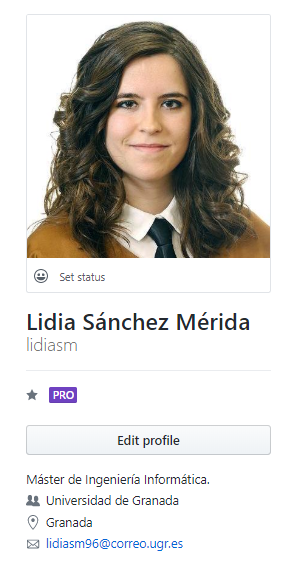 Set status
Lidia Sánchez Mérida
lidiasm
PRO
Edit profile
Máster de Ingeniería Informática.
Universidad de Granada
Granada
lidiasm96@correo.ugr.es